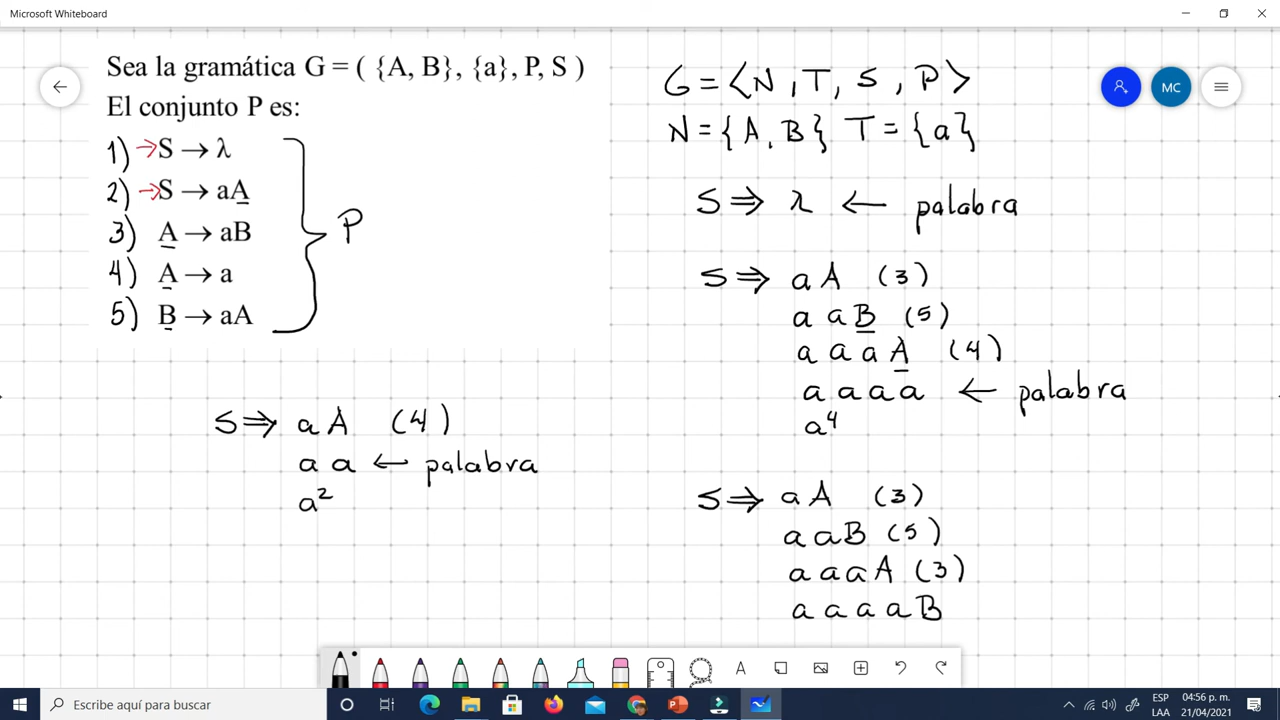 Microsoft Whiteboard
Sea la gramática G = ( {A, B}, {a}, P, S )
El conjunto P es:
1) → S → λ
2) → S → aA
3) A → aB
4) A → a
5) B → aA
P
S ⇒ aA (4)
a a ← palabra
a²
G = ⟨N, T, S, P⟩
N = {A, B} T = {a}
S ⇒ λ ← palabra
S ⇒ a A (3)
a a B (5)
a a a A (4)
a a a a ← palabra
a⁴
S ⇒ a A (3)
a a B (5)
a a a A (3)
a a a a B
MC
A
Escribe aquí para buscar
ESP
LAA
04:56 p. m.
21/04/2021